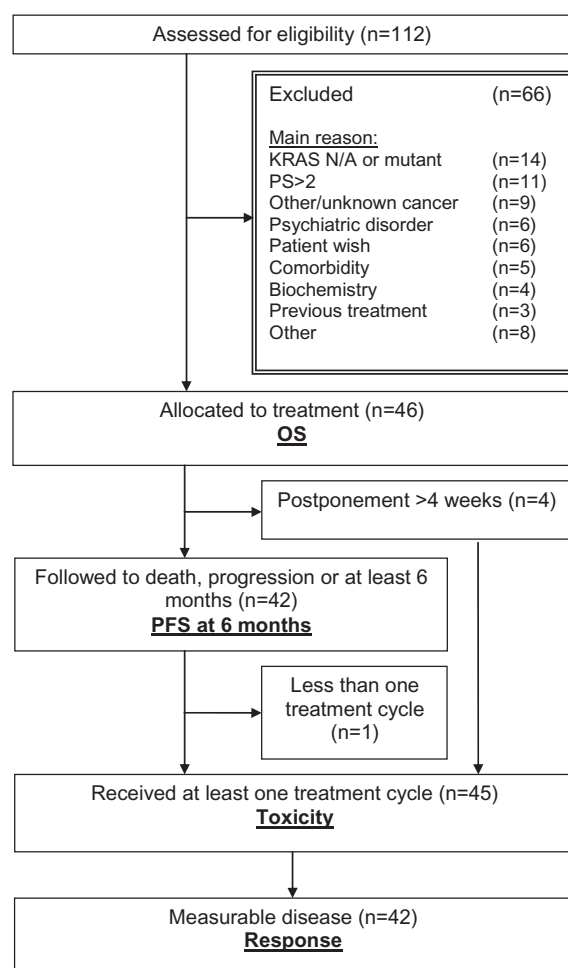 Assessed for eligibility (n=112)
Excluded (n=66)
Main reason:
KRAS N/A or mutant (n=14)
PS>2 (n=11)
Other/unknown cancer (n=9)
Psychiatric disorder (n=6)
Patient wish (n=6)
Comorbidity (n=5)
Biochemistry (n=4)
Previous treatment (n=3)
Other (n=8)
Allocated to treatment (n=46)
OS
Postponement >4 weeks (n=4)
Followed to death, progression or at least 6
months (n=42)
PFS at 6 months
Less than one
treatment cycle
(n=1)
Received at least one treatment cycle (n=45)
Toxicity
Measurable disease (n=42)
Response